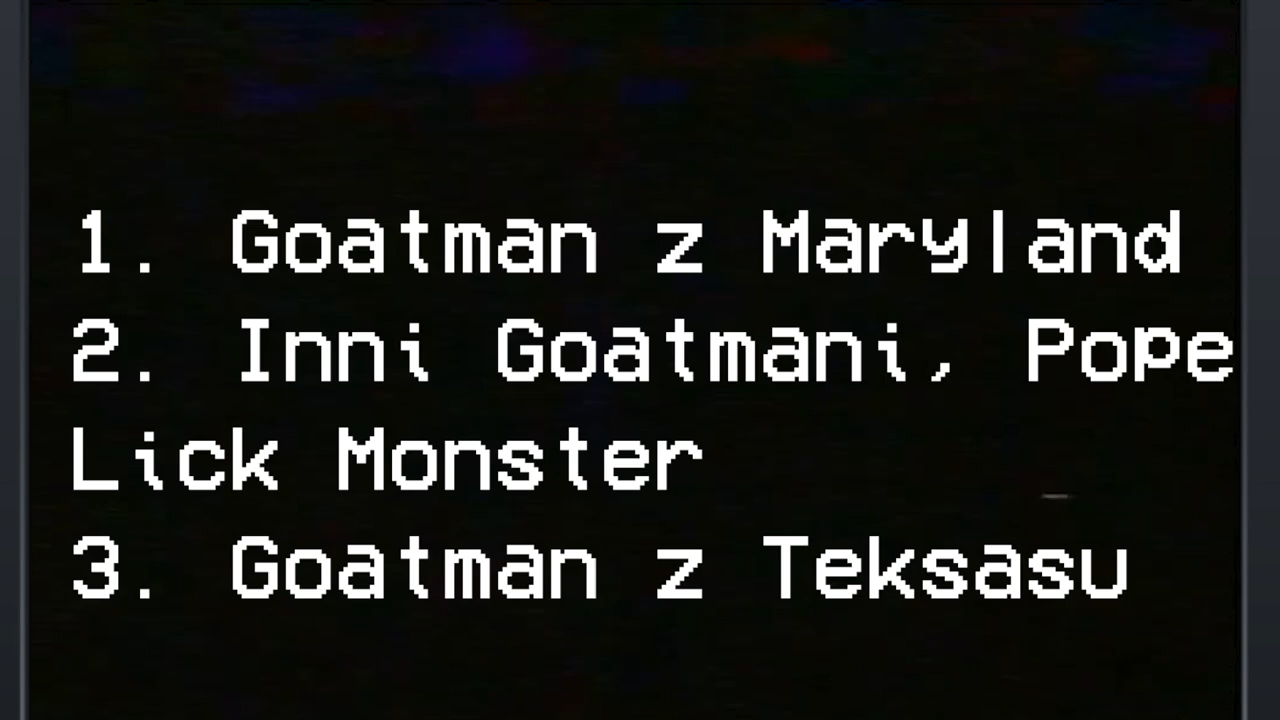 1. Goatman z Maryland
2. Inni Goatmani, Pope
Lick Monster
3. Goatman z Teksasu